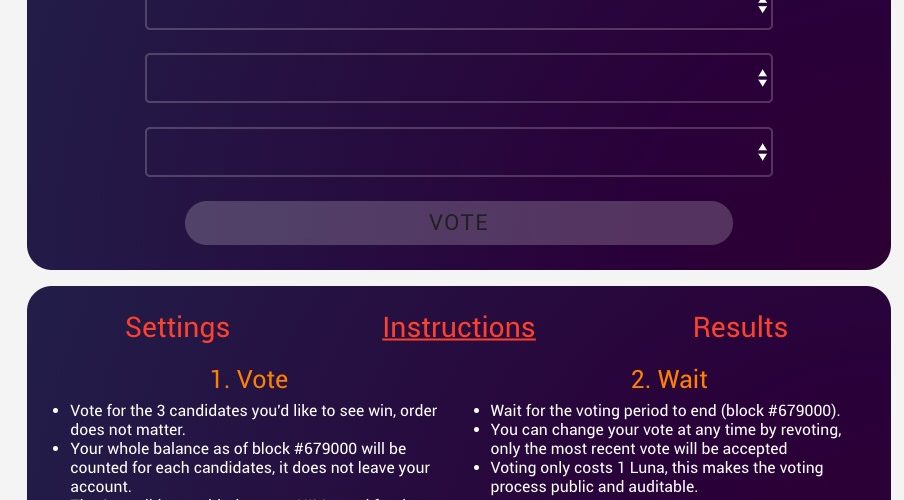 VOTE
Settings
Instructions
Results
1. Vote
• Vote for the 3 candidates you'd like to see win, order
does not matter.
• Your whole balance as of block #679000 will be
counted for each candidates, it does not leave your
account.
2. Wait
• Wait for the voting period to end (block #679000).
• You can change your vote at any time by revoting,
only the most recent vote will be accepted
• Voting only costs 1 Luna, this makes the voting
process public and auditable.